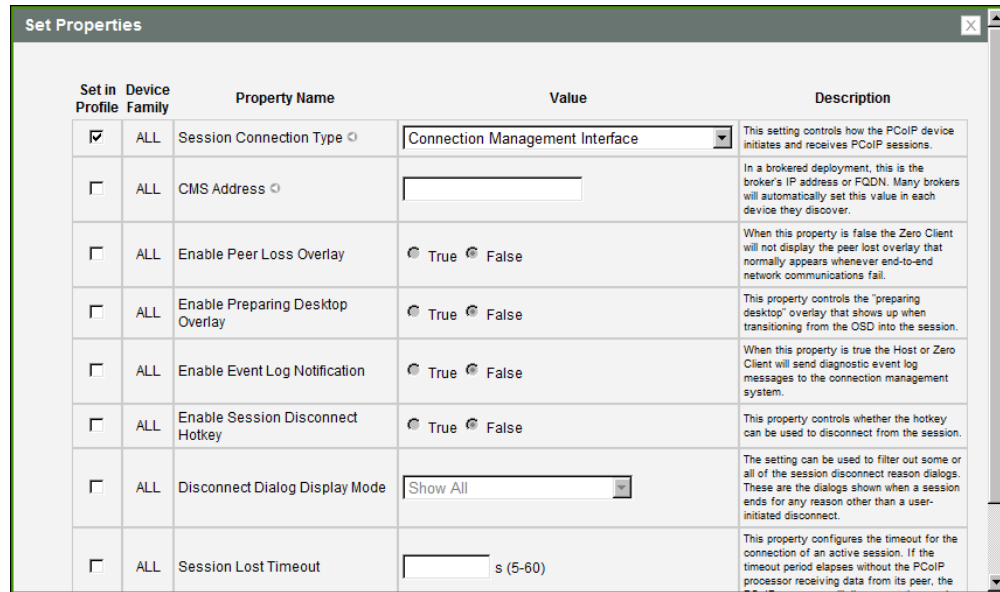 Set Properties
X
Set in Profile
Device Family
Property Name
Value
Description
ALL
Session Connection Type
Connection Management Interface
This setting controls how the PCoIP device
initiates and receives PCoIP sessions.
ALL
CMS Address
In a brokered deployment, this is the
broker's IP address or FQDN. Many brokers
will automatically set this value in each
device they discover.
ALL
Enable Peer Loss Overlay
True False
When this property is false the Zero Client
will not display the peer lost overlay that
normally appears whenever end-to-end
network communications fail.
ALL
Enable Preparing Desktop
Overlay
True False
This property controls the "preparing
desktop" overlay that shows up when
transitioning from the OSD into the session.
ALL
Enable Event Log Notification
True False
When this property is true the Host or Zero
Client will send diagnostic event log
messages to the connection management
system.
ALL
Enable Session Disconnect
Hotkey
True False
This property controls whether the hotkey
can be used to disconnect from the session.
ALL
Disconnect Dialog Display Mode
Show All
The setting can be used to filter out some or
all of the session disconnect reason dialogs.
These are the dialogs shown when a session
ends for any reason other than a user-
initiated disconnect.
ALL
Session Lost Timeout
s (5-60)
This property configures the timeout for the
connection of an active session. If the
timeout period elapses without the PCoIP
processor receiving data from its peer, the